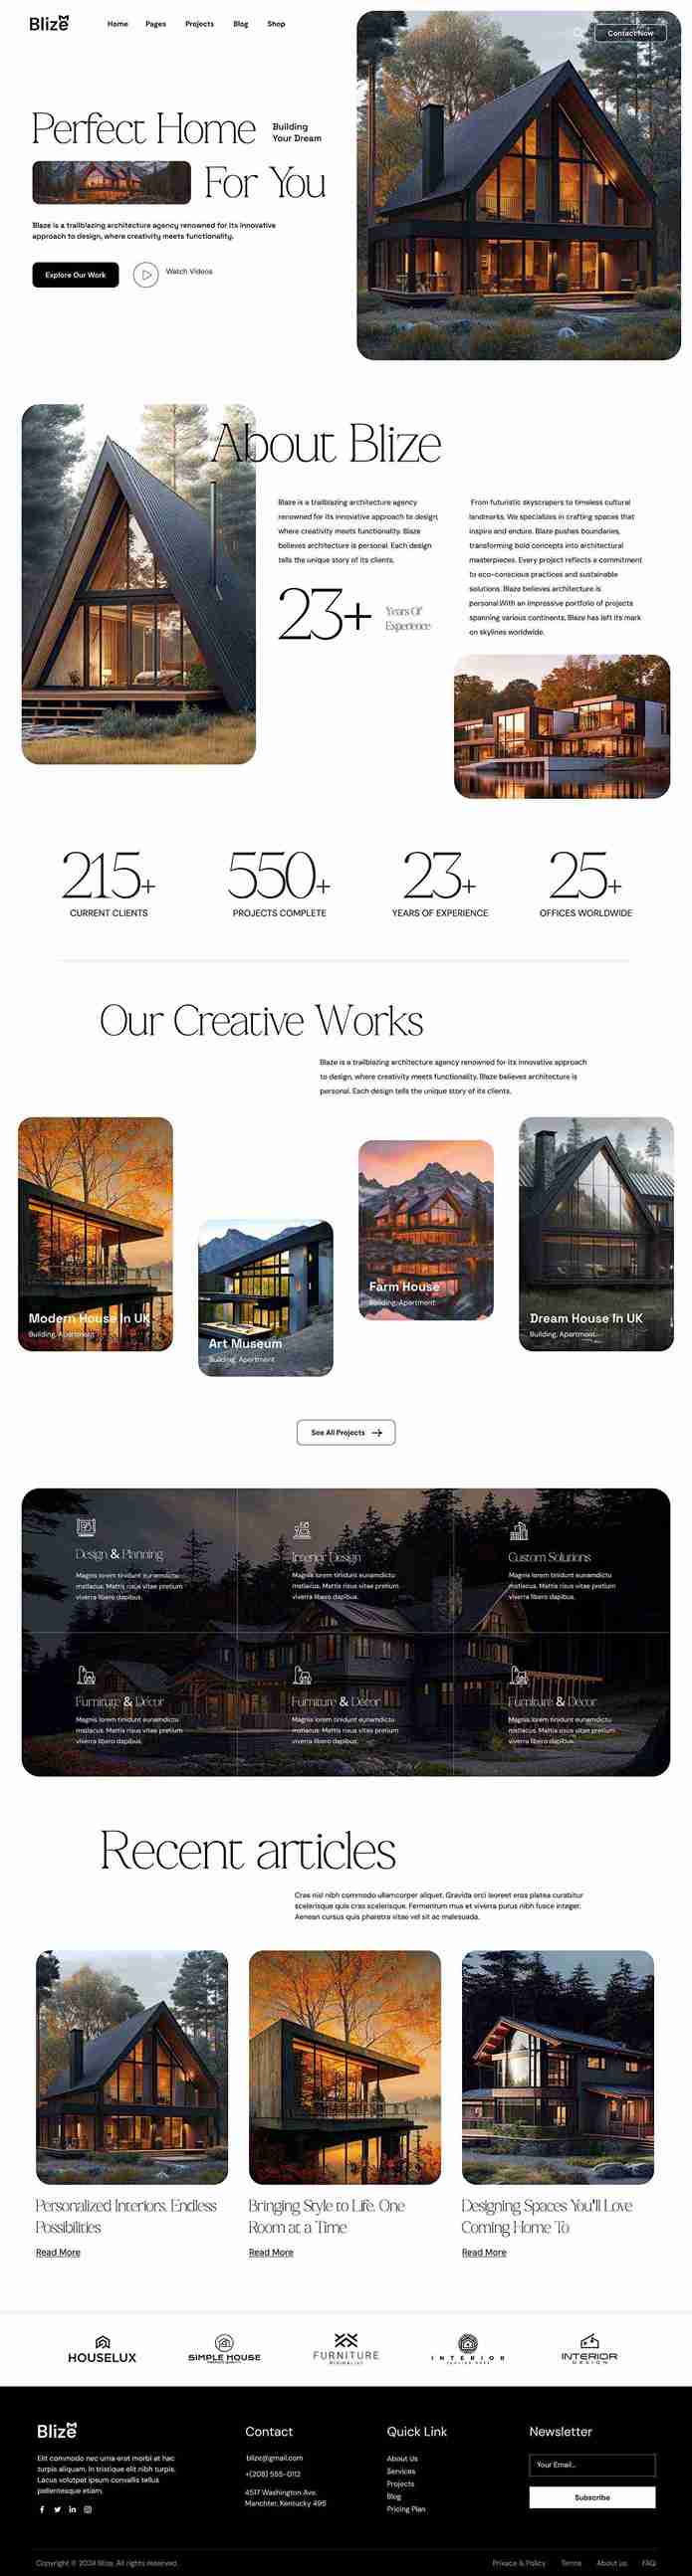 Blize
Home Pages Projects Blog Shop
Contact Now
Perfect Home
Building
Your Dream
For You
Blaze is a trailblazing architecture agency renowned for its innovative
approach to design, where creativity meets functionality.
Explore Our Work
Watch Videos
About Blize
Blaze is a trailblazing architecture agency
renowned for its innovative approach to design,
where creativity meets functionality. Blaze
believes architecture is personal. Each design
tells the unique story of its clients.
23+
Years Of
Experience
From futuristic skyscrapers to timeless cultural
landmarks. We specializes in crafting spaces that
inspire and endure. Blaze pushes boundaries,
transforming bold concepts into architectural
masterpieces. Every project reflects a commitment
to eco-conscious practices and sustainable
solutions. Blaze believes architecture is
personal.With an impressive portfolio of projects
spanning various continents, Blaze has left its mark
on skylines worldwide.
215+
CURRENT CLIENTS
550+
PROJECTS COMPLETE
23+
YEARS OF EXPERIENCE
25+
OFFICES WORLDWIDE
Our Creative Works
Blaze is a trailblazing architecture agency renowned for its innovative approach
to design, where creativity meets functionality. Blaze believes architecture is
personal. Each design tells the unique story of its clients.
Modern House In UK
Building, Apartment
Art Museum
Building, Apartment
Farm House
Building, Apartment
Dream House In UK
Building, Apartment
See All Projects
Design & Planning
Magnis lorem tindunt eunamdictu
matiacus. Mattis risus vitae pretium
viverra libero dapibus.
Interior Design
Magnis lorem tindunt eunamdictu
matiacus. Mattis risus vitae pretium
viverra libero dapibus.
Custom Solutions
Magnis lorem tindunt eunamdictu
matiacus. Mattis risus vitae pretium
viverra libero dapibus.
Furniture & Decor
Magnis lorem tindunt eunamdictu
matiacus. Mattis risus vitae pretium
viverra libero dapibus.
Furniture & Decor
Magnis lorem tindunt eunamdictu
matiacus. Mattis risus vitae pretium
viverra libero dapibus.
Furniture & Decor
Magnis lorem tindunt eunamdictu
matiacus. Mattis risus vitae pretium
viverra libero dapibus.
Recent articles
Cras nisl nibh commodo ullamcorper aliquet. Gravida orci laoreet eros platea curabitur
scelerisque quis cras scelerisque. Fermentum mus et viverra purus nibh fusce integer.
Aenean cursus quis pharetra vitae vel sit ac malesuada.
Personalized Interiors, Endless
Possibilities
Read More
Bringing Style to Life, One
Room at a Time
Read More
Designing Spaces You'll Love
Coming Home To
Read More
HOUSELUX
SIMPLE HOUSE
FURNITURE
MINIMALIST
INTERIOR
INTERIOR
DESIGN
Blize
Elit commodo nec urna erat morbi at hac
turpis aliquam. In tristique elit nibh turpis.
Lacus volutpat ipsum convallis tellus
pellentesque etiam.
Contact
blize@gmail.com
+(208) 555-0112
4517 Washington Ave.
Manchter, Kentucky 495
Quick Link
About Us
Services
Projects
Blog
Pricing Plan
Newsletter
Your Email...
Subscribe
Copyright © 2024 Blize. All rights reserved.
Privace & Policy Terms About us FAQ